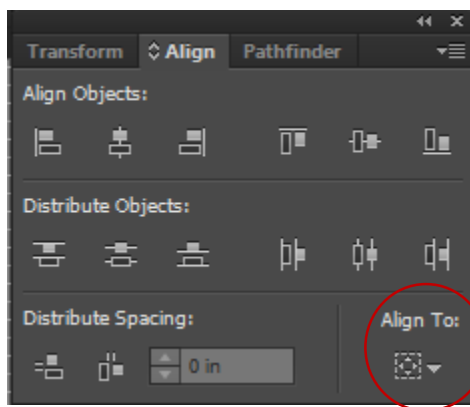 Transform Align Pathfinder
Align Objects:
Distribute Objects:
Distribute Spacing: Align To:
0 in